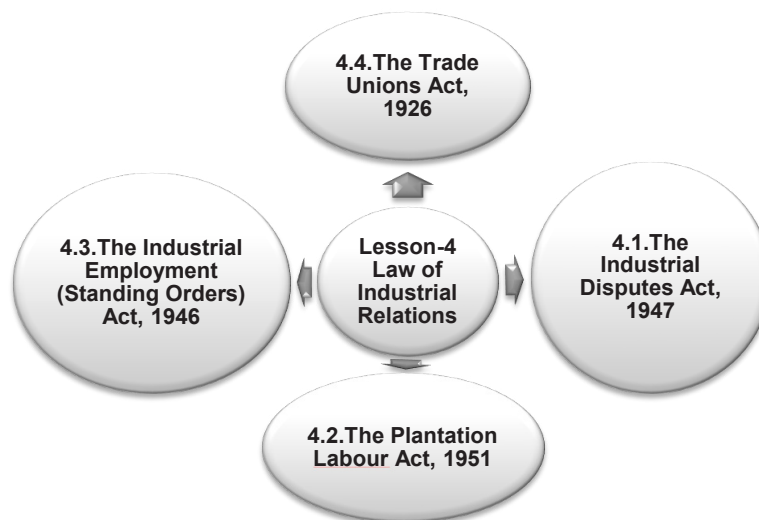 4.4.The Trade
Unions Act,
1926
4.3.The Industrial
Employment
(Standing Orders)
Act, 1946
Lesson-4
Law of
Industrial
Relations
4.1.The
Industrial
Disputes Act,
1947
4.2.The Plantation
Labour Act, 1951